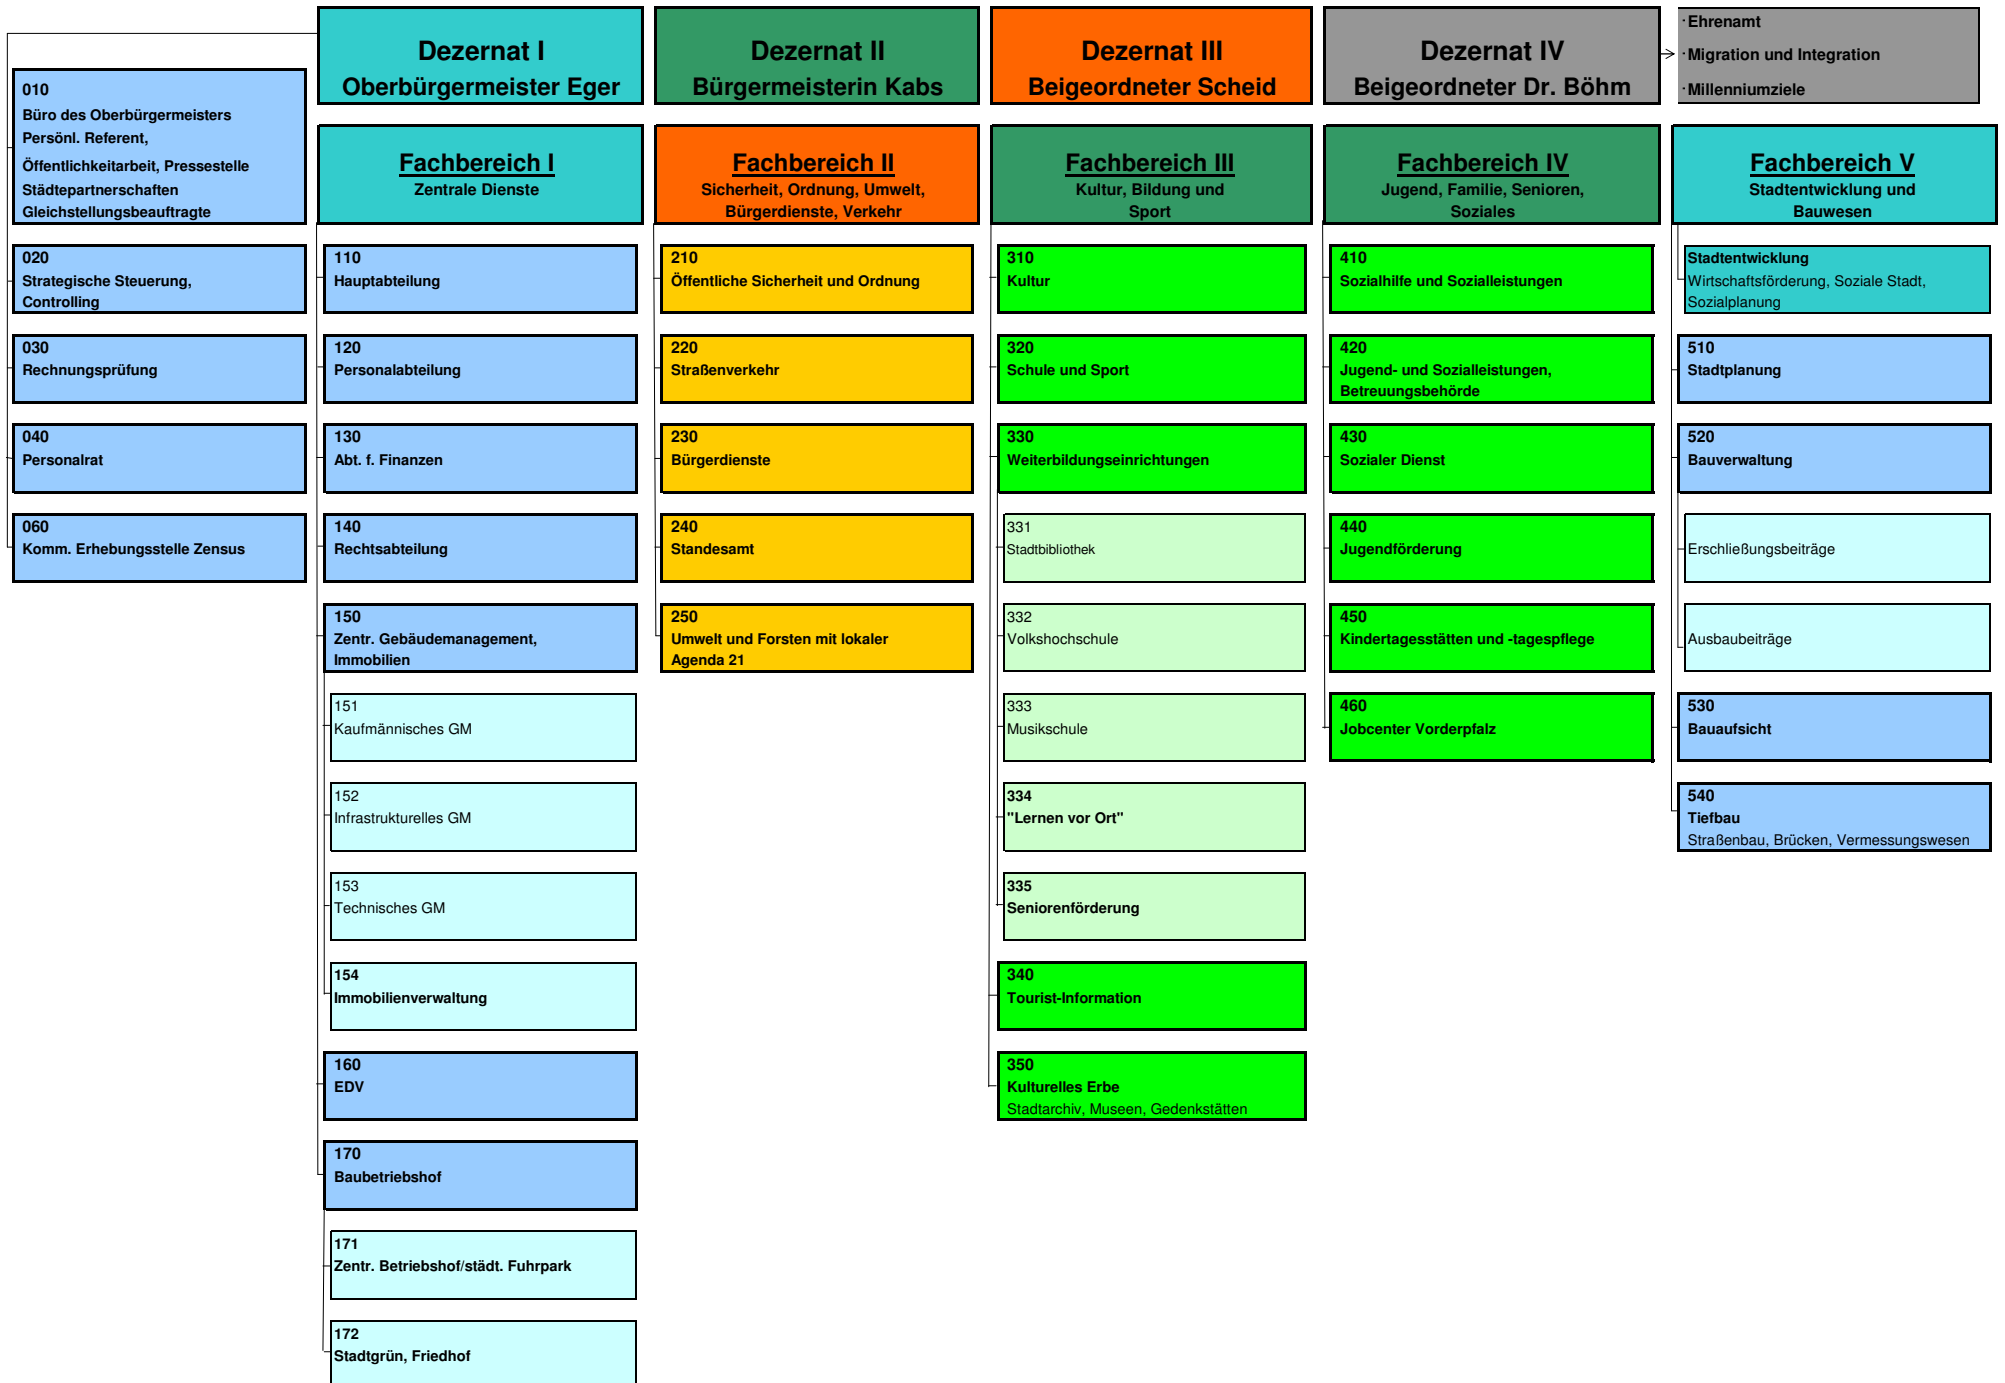 Dezernat I
Oberbürgermeister Eger
Dezernat II
Bürgermeisterin Kabs
Dezernat III
Beigeordneter Scheid
Dezernat IV
Beigeordneter Dr. Böhm
·Ehrenamt
·Migration und Integration
·Millenniumziele
010
Büro des Oberbürgermeisters
Persönl. Referent,
Öffentlichkeitarbeit, Pressestelle
Städtepartnerschaften
Gleichstellungsbeauftragte
020
Strategische Steuerung,
Controlling
030
Rechnungsprüfung
040
Personalrat
060
Komm. Erhebungsstelle Zensus
Fachbereich I
Zentrale Dienste
110
Hauptabteilung
120
Personalabteilung
130
Abt. f. Finanzen
140
Rechtsabteilung
150
Zentr. Gebäudemanagement,
Immobilien
151
Kaufmännisches GM
152
Infrastrukturelles GM
153
Technisches GM
154
Immobilienverwaltung
160
EDV
170
Baubetriebshof
171
Zentr. Betriebshof/städt. Fuhrpark
172
Stadtgrün, Friedhof
Fachbereich II
Sicherheit, Ordnung, Umwelt,
Bürgerdienste, Verkehr
210
Öffentliche Sicherheit und Ordnung
220
Straßenverkehr
230
Bürgerdienste
240
Standesamt
250
Umwelt und Forsten mit lokaler
Agenda 21
Fachbereich III
Kultur, Bildung und
Sport
310
Kultur
320
Schule und Sport
330
Weiterbildungseinrichtungen
331
Stadtbibliothek
332
Volkshochschule
333
Musikschule
334
"Lernen vor Ort"
335
Seniorenförderung
340
Tourist-Information
350
Kulturelles Erbe
Stadtarchiv, Museen, Gedenkstätten
Fachbereich IV
Jugend, Familie, Senioren,
Soziales
410
Sozialhilfe und Sozialleistungen
420
Jugend- und Sozialleistungen,
Betreuungsbehörde
430
Sozialer Dienst
440
Jugendförderung
450
Kindertagesstätten und -tagespflege
460
Jobcenter Vorderpfalz
Fachbereich V
Stadtentwicklung und
Bauwesen
Stadtentwicklung
Wirtschaftsförderung, Soziale Stadt,
Sozialplanung
510
Stadtplanung
520
Bauverwaltung
Erschließungsbeiträge
Ausbaubeiträge
530
Bauaufsicht
540
Tiefbau
Straßenbau, Brücken, Vermessungswesen